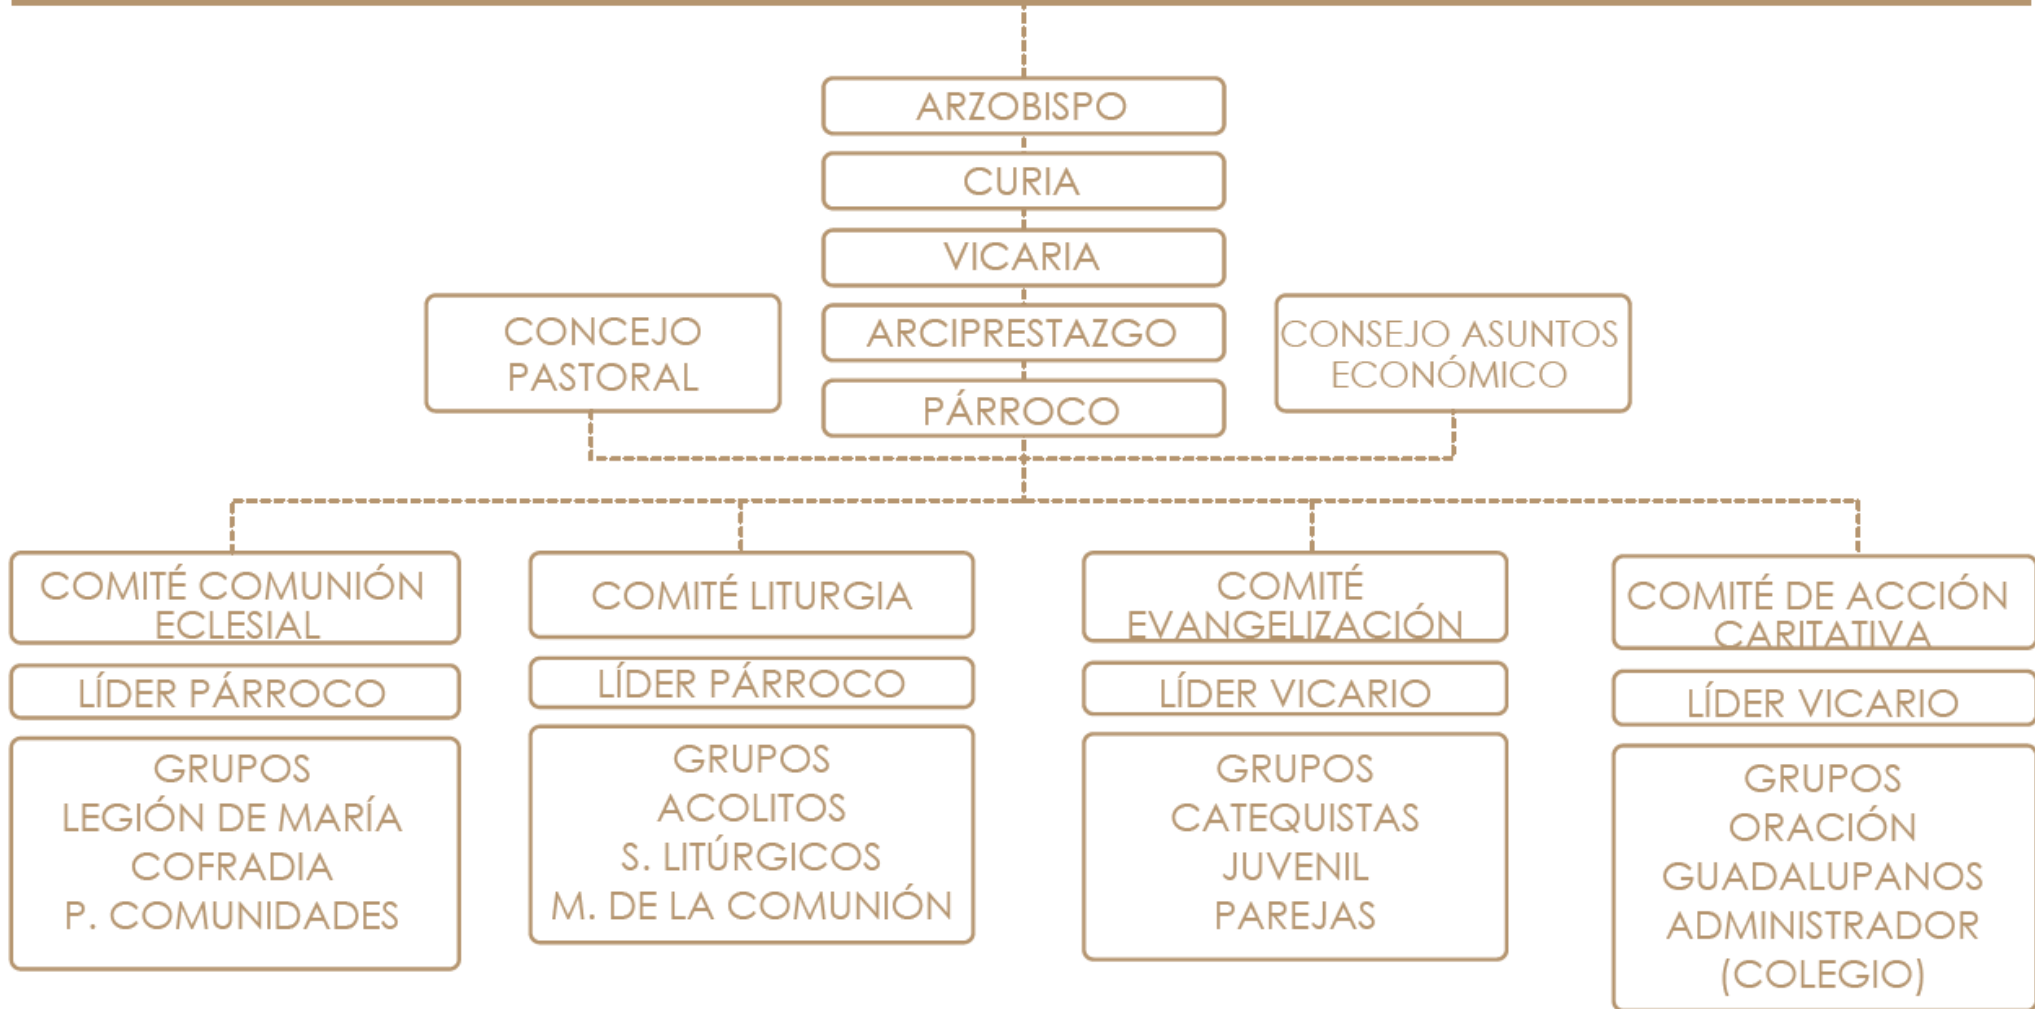 ARZOBISPO
CURIA
VICARIA
ARCIPRESTAZGO
PÁRROCO
CONCEJO
PASTORAL
CONSEJO ASUNTOS
ECONÓMICO
COMITÉ COMUNIÓN
ECLESIAL
LÍDER PÁRROCO
GRUPOS
LEGIÓN DE MARÍA
COFRADIA
P. COMUNIDADES
COMITÉ LITURGIA
LÍDER PÁRROCO
GRUPOS
ACOLITOS
S. LITÚRGICOS
M. DE LA COMUNIÓN
COMITÉ
EVANGELIZACIÓN
LÍDER VICARIO
GRUPOS
CATEQUISTAS
JUVENIL
PAREJAS
COMITÉ DE ACCIÓN
CARITATIVA
LÍDER VICARIO
GRUPOS
ORACIÓN
GUADALUPANOS
ADMINISTRADOR
(COLEGIO)